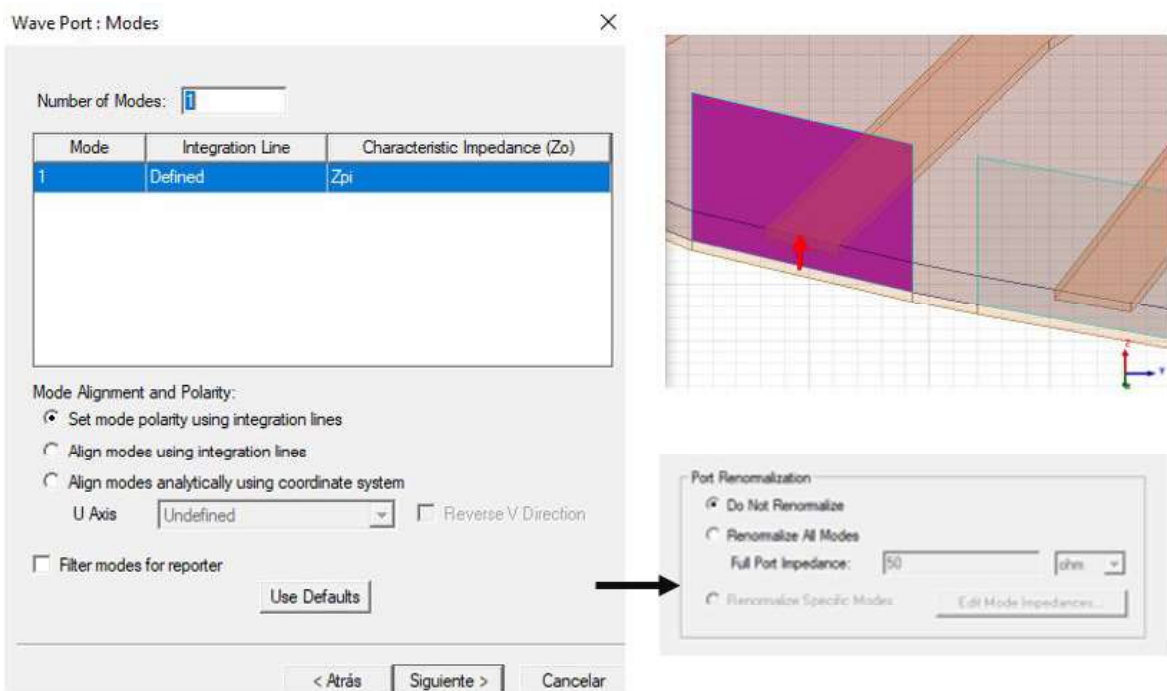 Wave Port : Modes
Number of Modes: 1
Mode Integration Line Characteristic Impedance (Zo)
1 Defined Zpi
Mode Alignment and Polarity:
Set mode polarity using integration lines
Align modes using integration lines
Align modes analytically using coordinate system
U Axis Undefined Reverse V Direction
Filter modes for reporter
Use Defaults
< Atrás Siguiente > Cancelar
Z
Y
Port Renormalization
Do Not Renormalize
Renormalize All Modes
Full Port Impedance: 50 ohm
Renormalize Specific Modes Edit Mode Impedances...